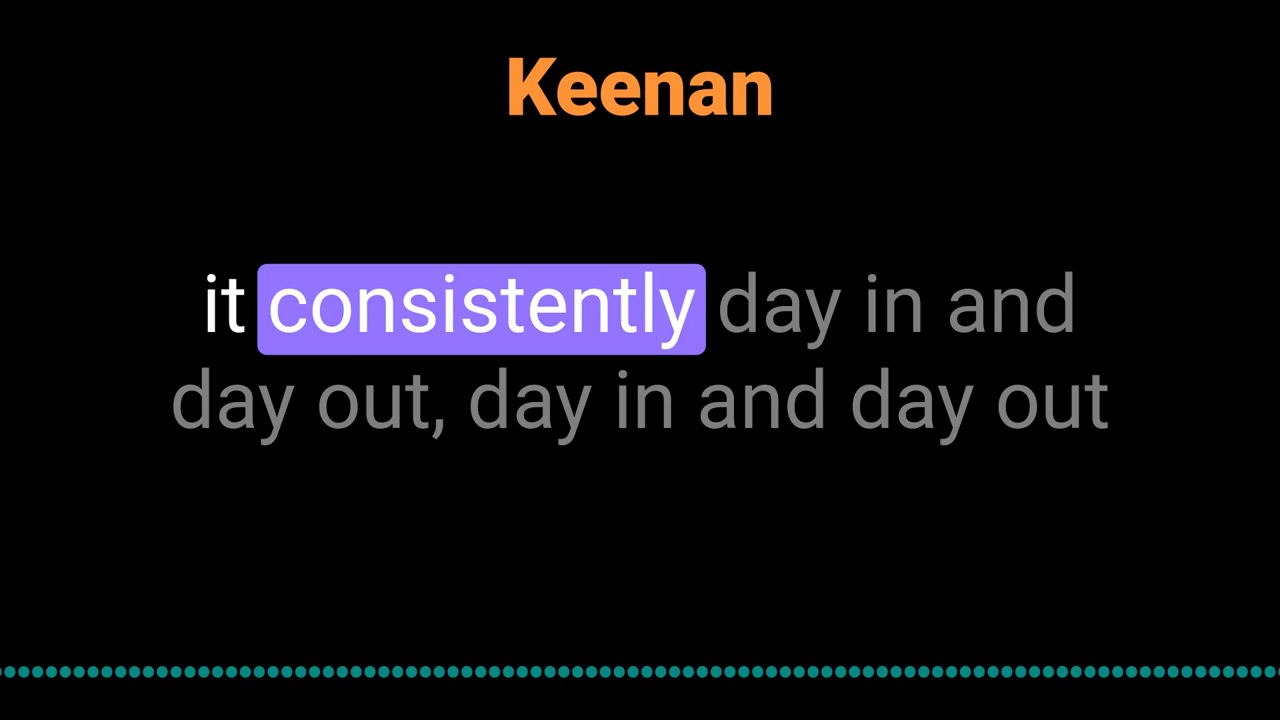 Keenan
it consistently day in and
day out, day in and day out